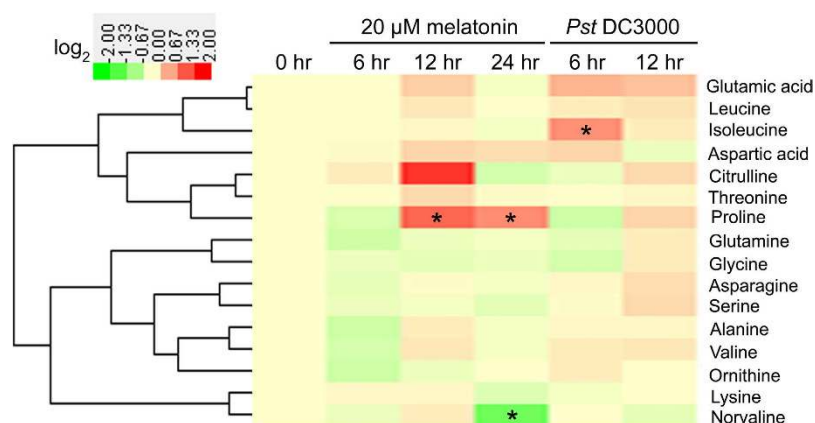 log2
-2.00
-1.33
-0.67
0.00
0.67
1.33
2.00
20 µM melatonin
Pst DC3000
0 hr 6 hr 12 hr 24 hr 6 hr 12 hr
Glutamic acid
Leucine
Isoleucine
*
Aspartic acid
Citrulline
Threonine
Proline
* *
Glutamine
Glycine
Asparagine
Serine
Alanine
Valine
Ornithine
Lysine
Norvaline
*